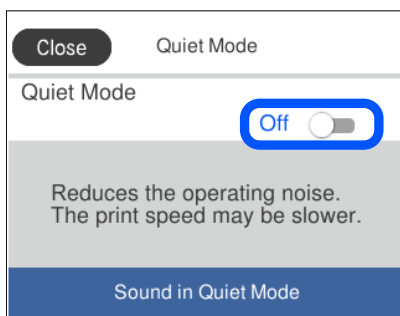 Close Quiet Mode
Quiet Mode
Off
Reduces the operating noise.
The print speed may be slower.
Sound in Quiet Mode